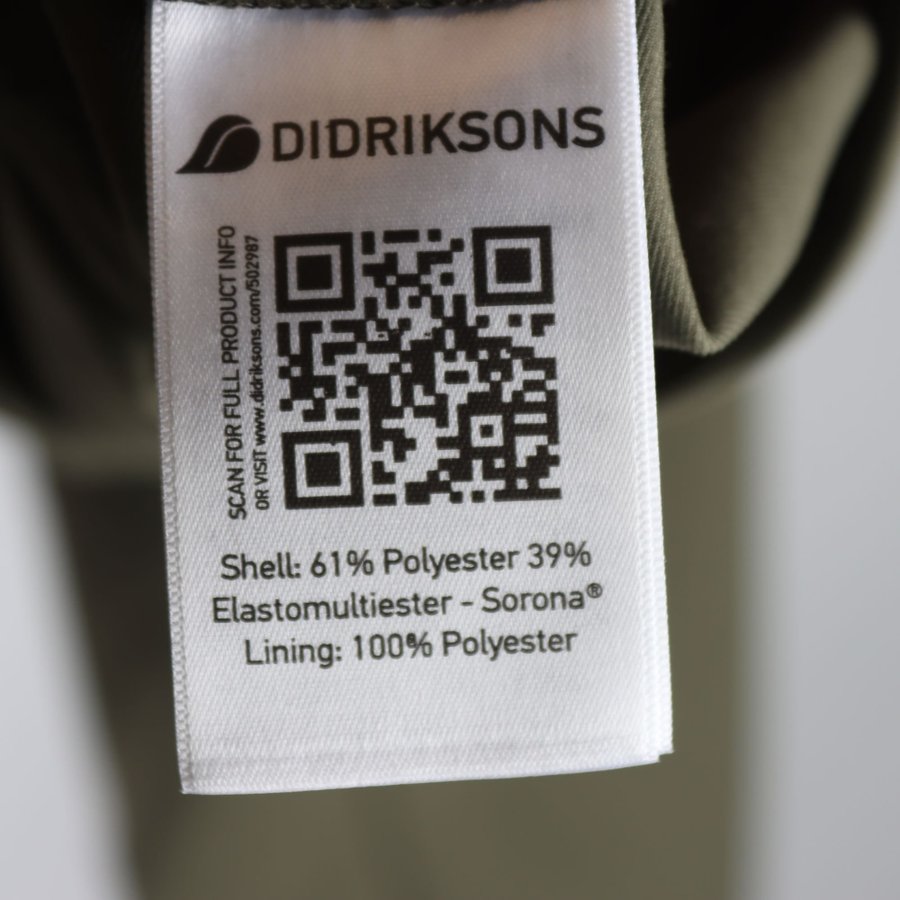 DIDRIKSONS
SCAN FOR FULL PRODUCT INFO
OR VISIT www.didriksons.com/502987
Shell: 61% Polyester 39%
Elastomultiester - Sorona®
Lining: 100% Polyester